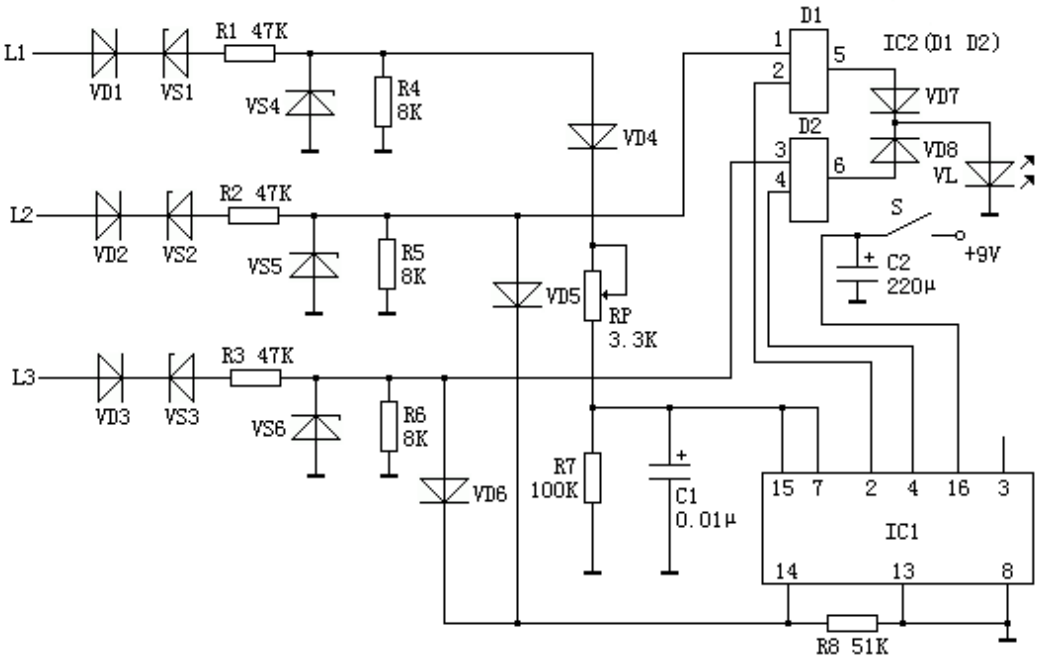 R1 47K
D1
L1
1
5
IC2(D1 D2)
2
VD1
VS1
VS4
R4
8K
VD7
VD4
D2
3
6
VD8
4
VL
R2 47K
L2
S
VD2
VS2
VS5
R5
8K
+
C2
220μ
+9V
VD5
RP
3.3K
R3 47K
L3
VD3
VS3
VS6
R6
8K
R7
100K
+
C1
0.01μ
VD6
15 7 2 4 16 3
IC1
14 13 8
R8 51K